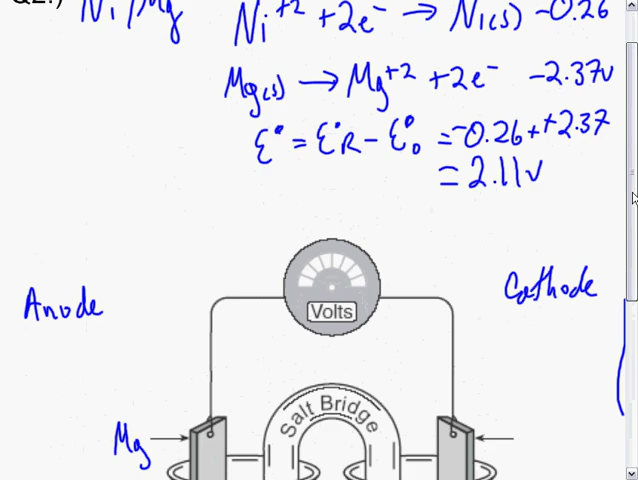 Ni/Mg Ni+2 + 2e- → Ni(s) -0.26
Mg(s) → Mg+2 + 2e- -2.37v
ε° = ε°R - ε°o = -0.26 + +2.37
= 2.11v
Volts
Anode
Cathode
Salt Bridge
Mg